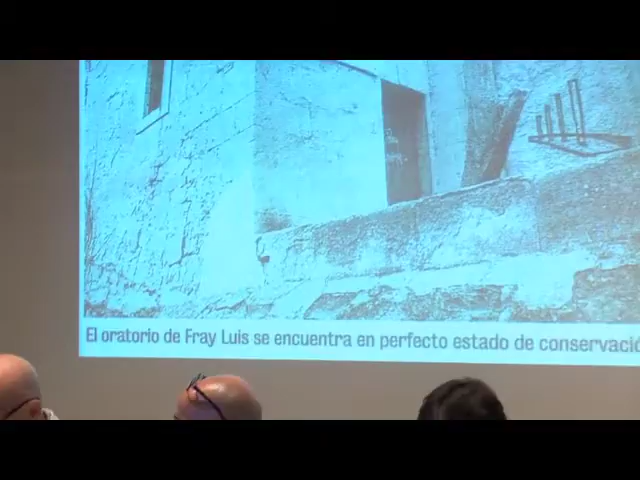 El oratorio de Fray Luis se encuentra en perfecto estado de conservació